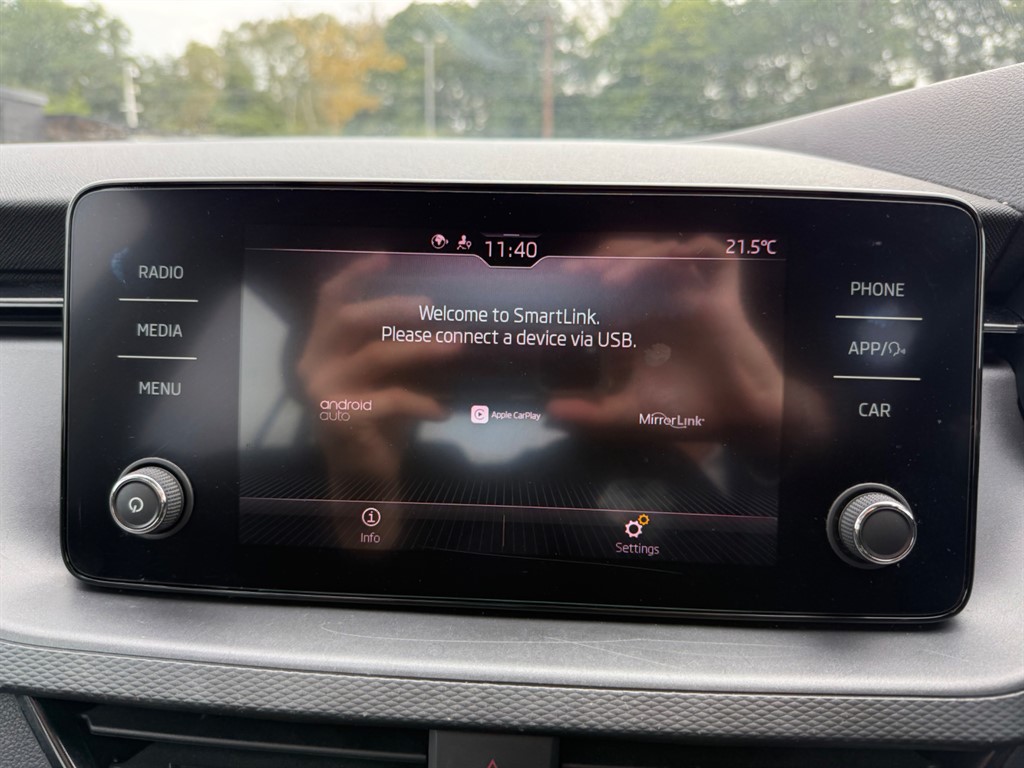 11:40
21.5°C
RADIO
MEDIA
MENU
Welcome to SmartLink.
Please connect a device via USB.
android
auto
Apple CarPlay
MirrorLink
Info
Settings
PHONE
APP/
CAR